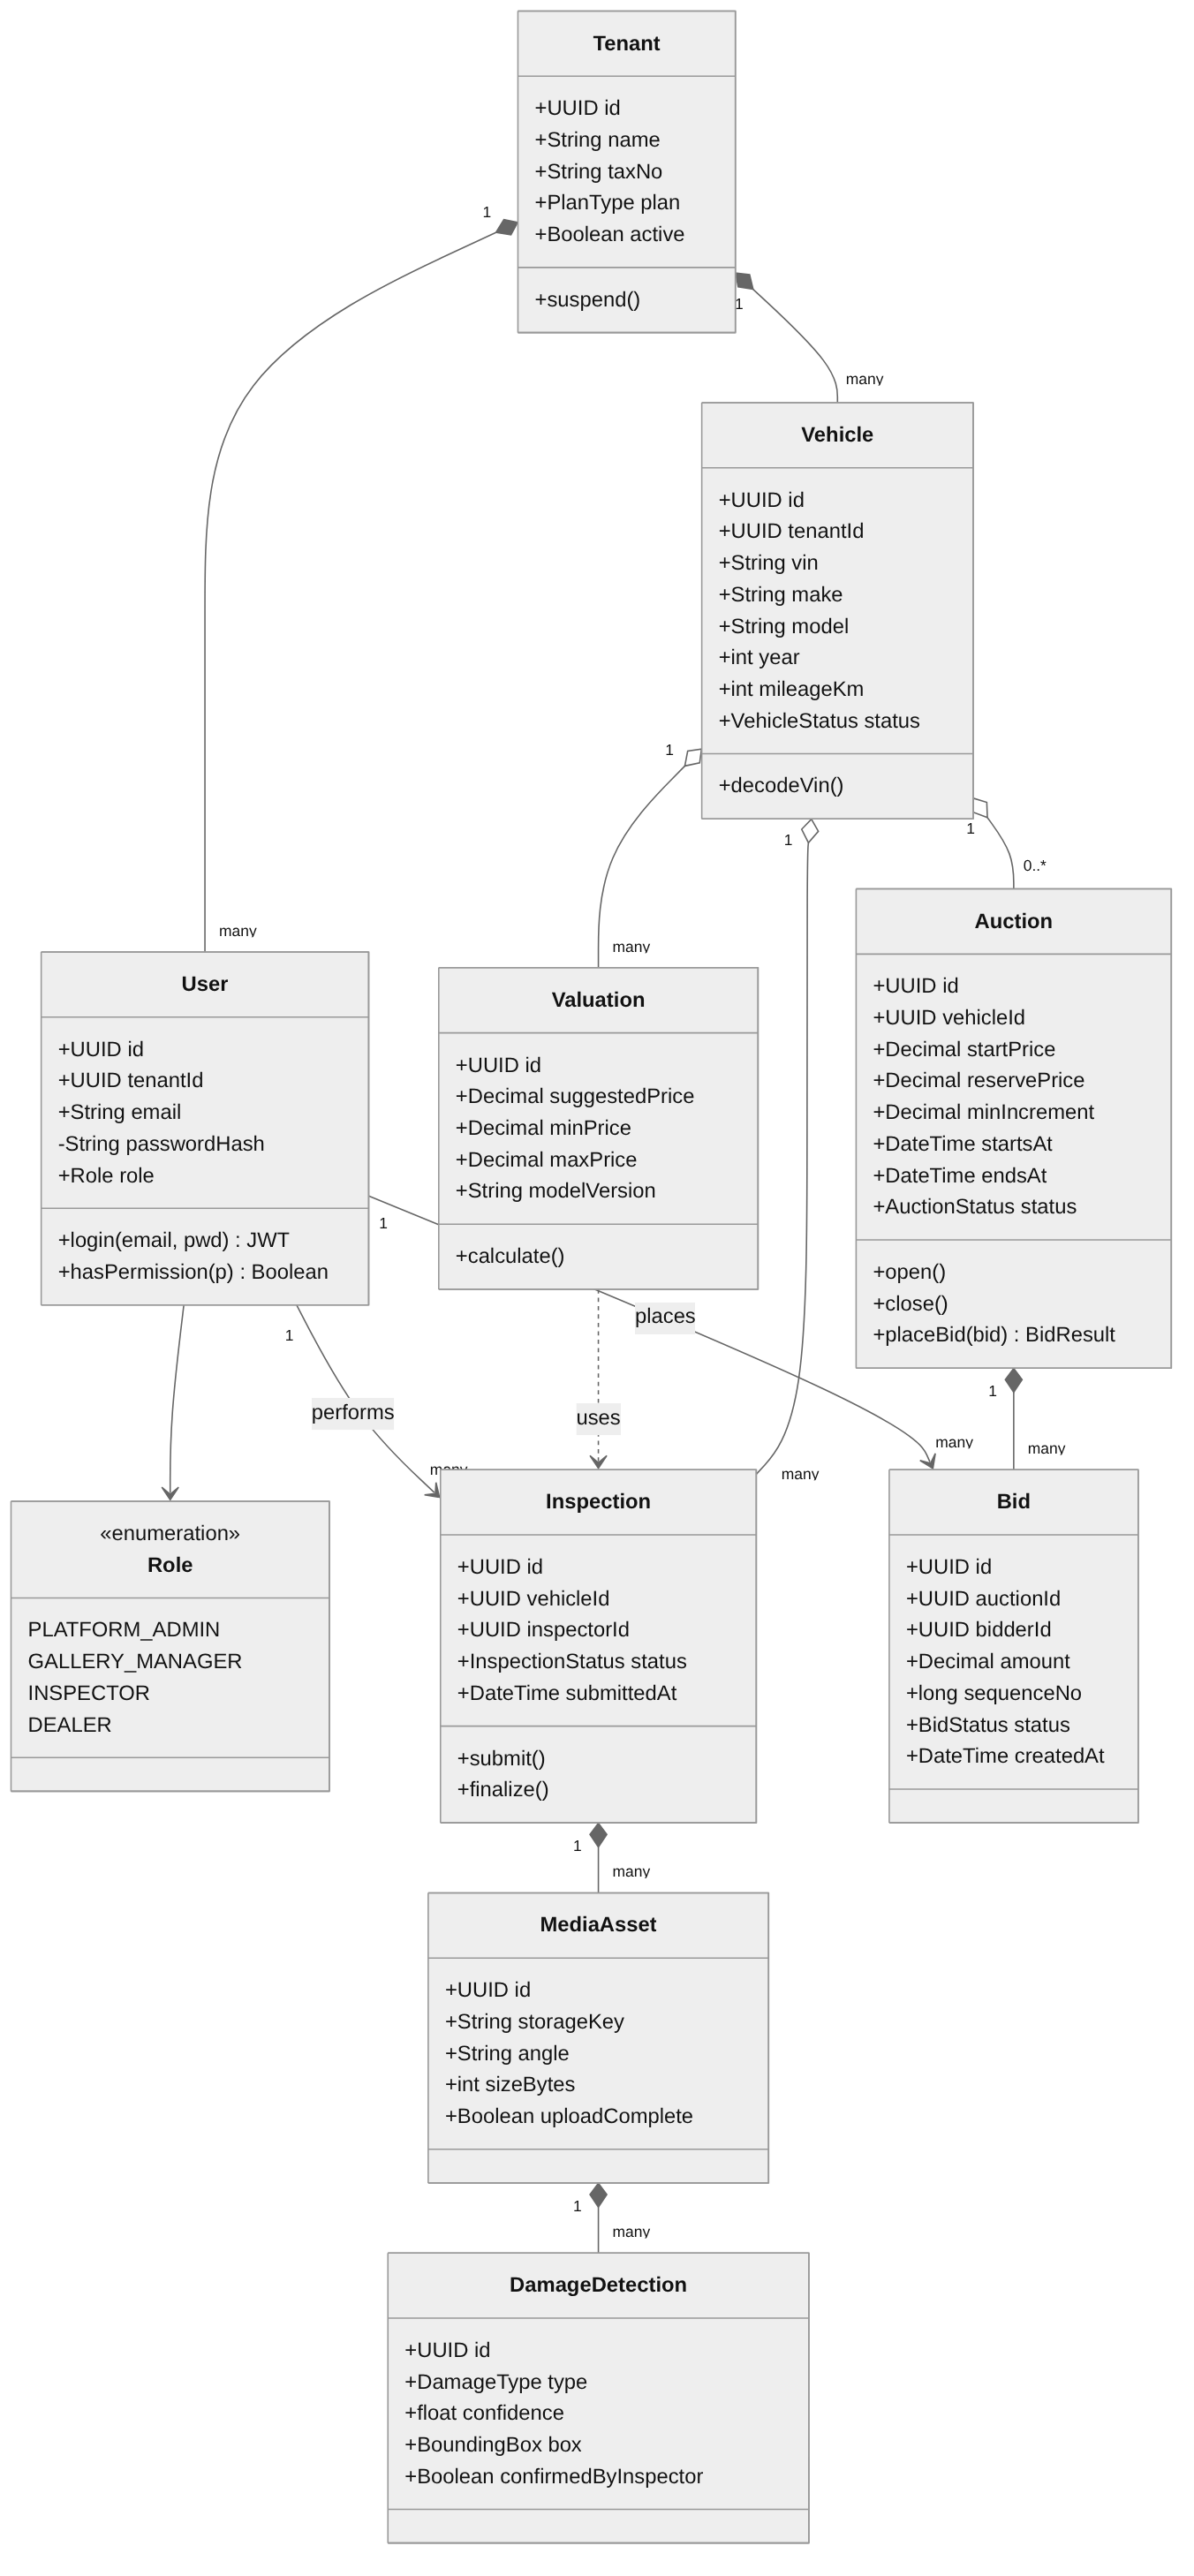 Tenant
+UUID id
+String name
+String taxNo
+PlanType plan
+Boolean active
+suspend()
1
1
many
Vehicle
+UUID id
+UUID tenantId
+String vin
+String make
+String model
+int year
+int mileageKm
+VehicleStatus status
+decodeVin()
1
1
1
0..*
many
many
User
+UUID id
+UUID tenantId
+String email
-String passwordHash
+Role role
+login(email, pwd) : JWT
+hasPermission(p) : Boolean
1
1
Valuation
+UUID id
+Decimal suggestedPrice
+Decimal minPrice
+Decimal maxPrice
+String modelVersion
+calculate()
Auction
+UUID id
+UUID vehicleId
+Decimal startPrice
+Decimal reservePrice
+Decimal minIncrement
+DateTime startsAt
+DateTime endsAt
+AuctionStatus status
+open()
+close()
+placeBid(bid) : BidResult
1
places
performs
uses
many
many
many
many
«enumeration»
Role
PLATFORM_ADMIN
GALLERY_MANAGER
INSPECTOR
DEALER
Inspection
+UUID id
+UUID vehicleId
+UUID inspectorId
+InspectionStatus status
+DateTime submittedAt
+submit()
+finalize()
1
many
Bid
+UUID id
+UUID auctionId
+UUID bidderId
+Decimal amount
+long sequenceNo
+BidStatus status
+DateTime createdAt
MediaAsset
+UUID id
+String storageKey
+String angle
+int sizeBytes
+Boolean uploadComplete
1
many
DamageDetection
+UUID id
+DamageType type
+float confidence
+BoundingBox box
+Boolean confirmedByInspector